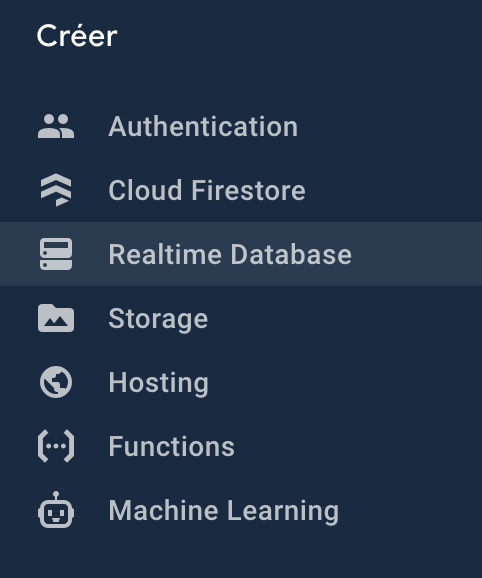 Créer
Authentication
Cloud Firestore
Realtime Database
Storage
Hosting
Functions
Machine Learning